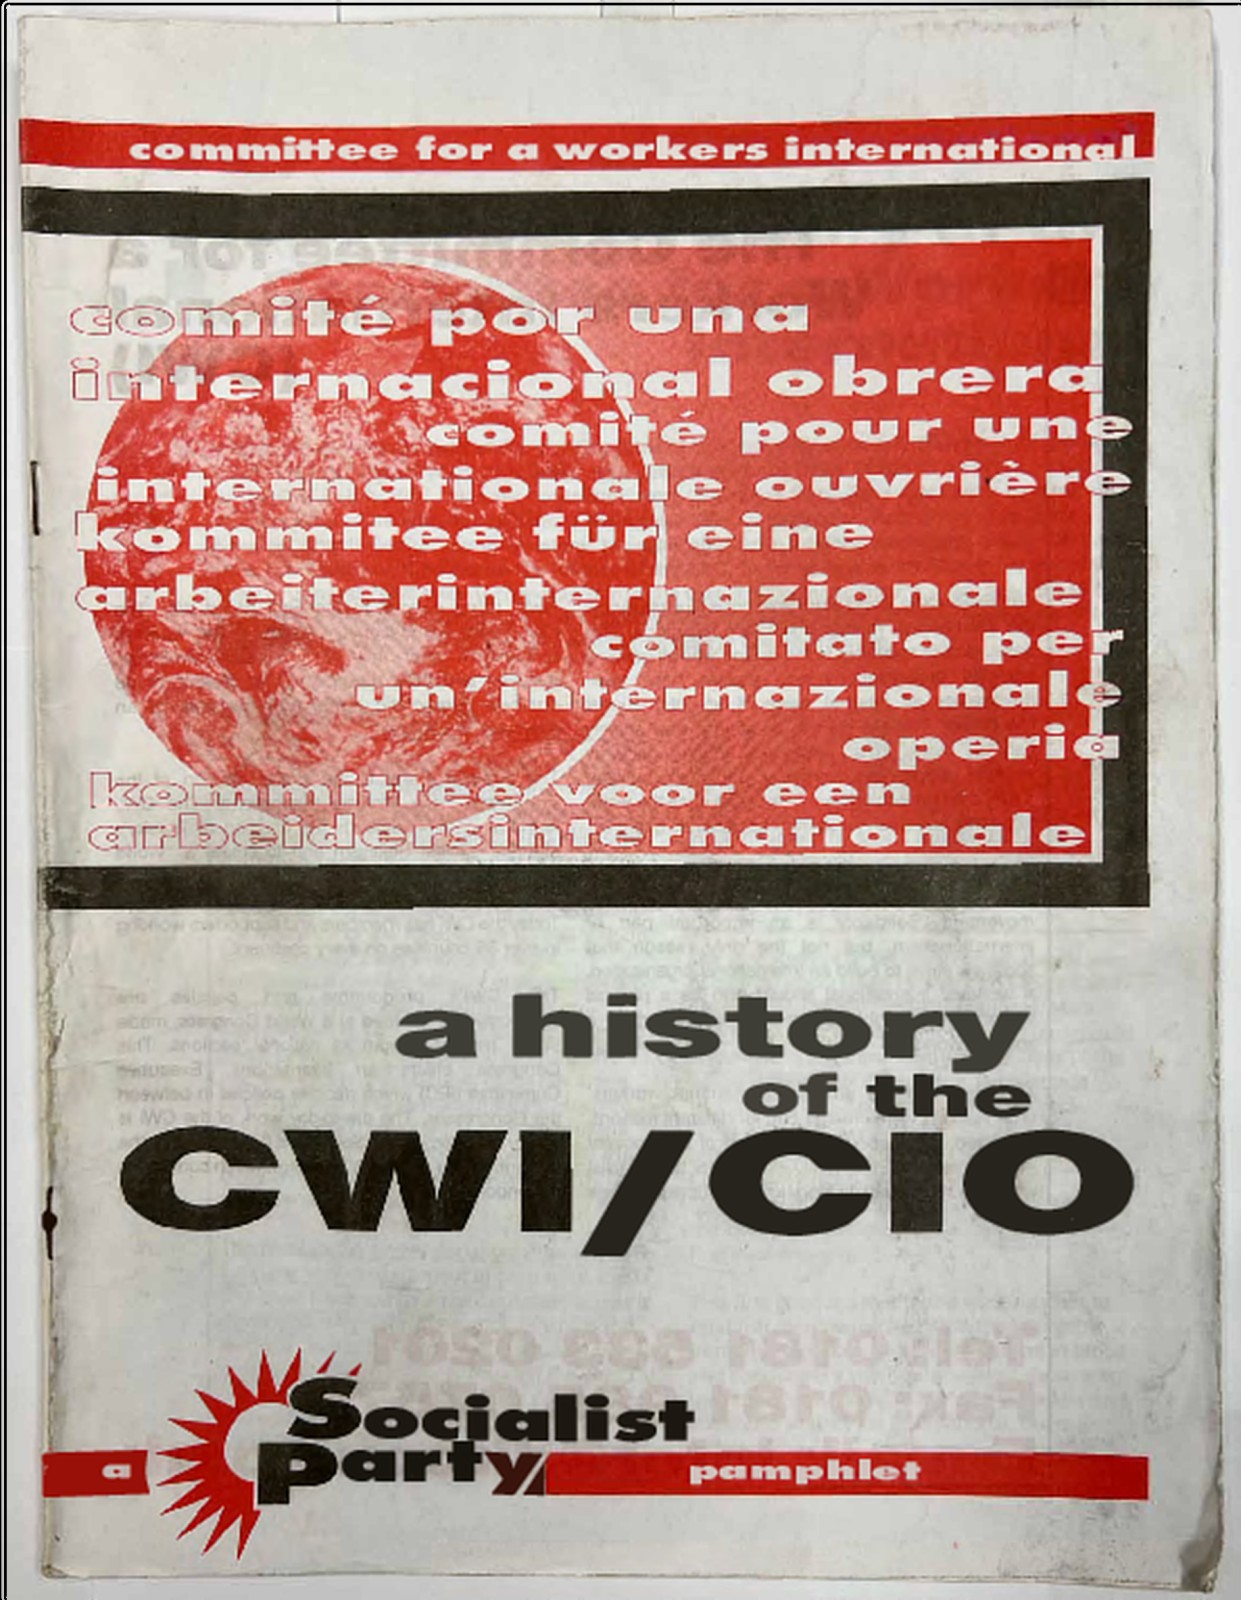 committee for a workers international
comité por una
internacional obrera
comité pour une
internationale ouvrière
kommitee für eine
arbeiterinternazionale
comitato per
un'internazionale
operia
kommittee voor een
arbeidersinternationale
a history
of the
CWI/CIO
Socialist
Party
a pamphlet